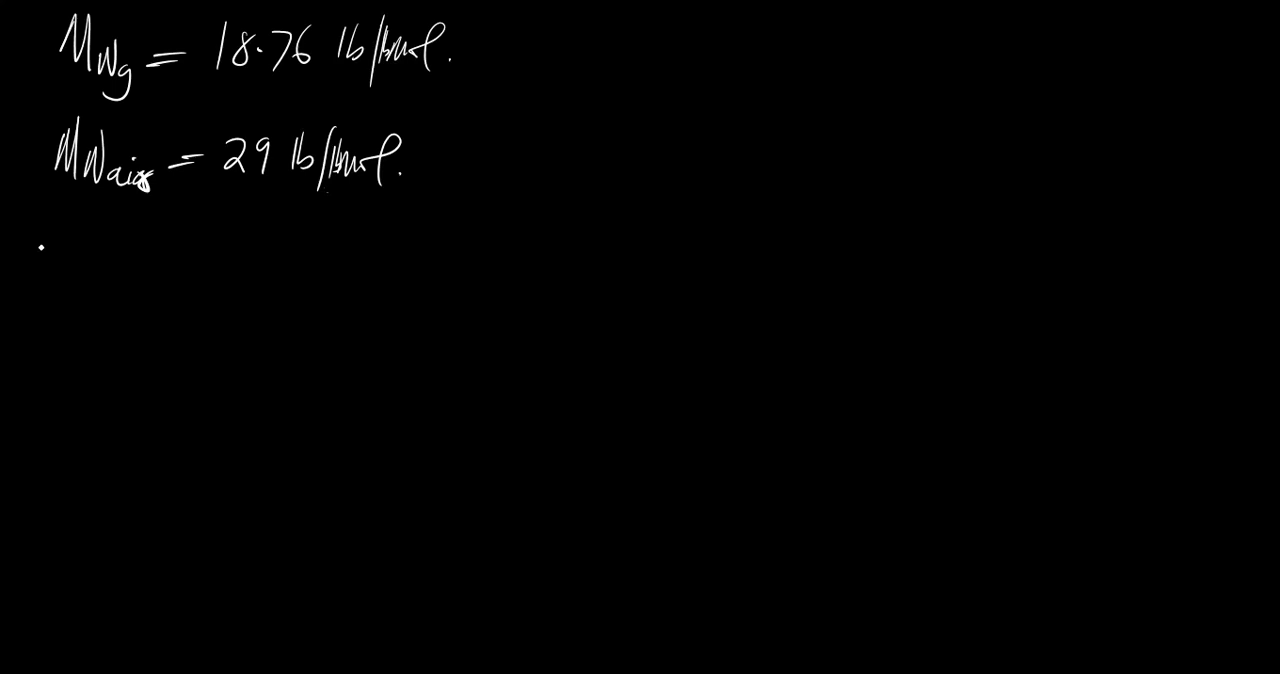 MWg = 18.76 lb/lbmol.
MWair = 29 lb/lbmol.